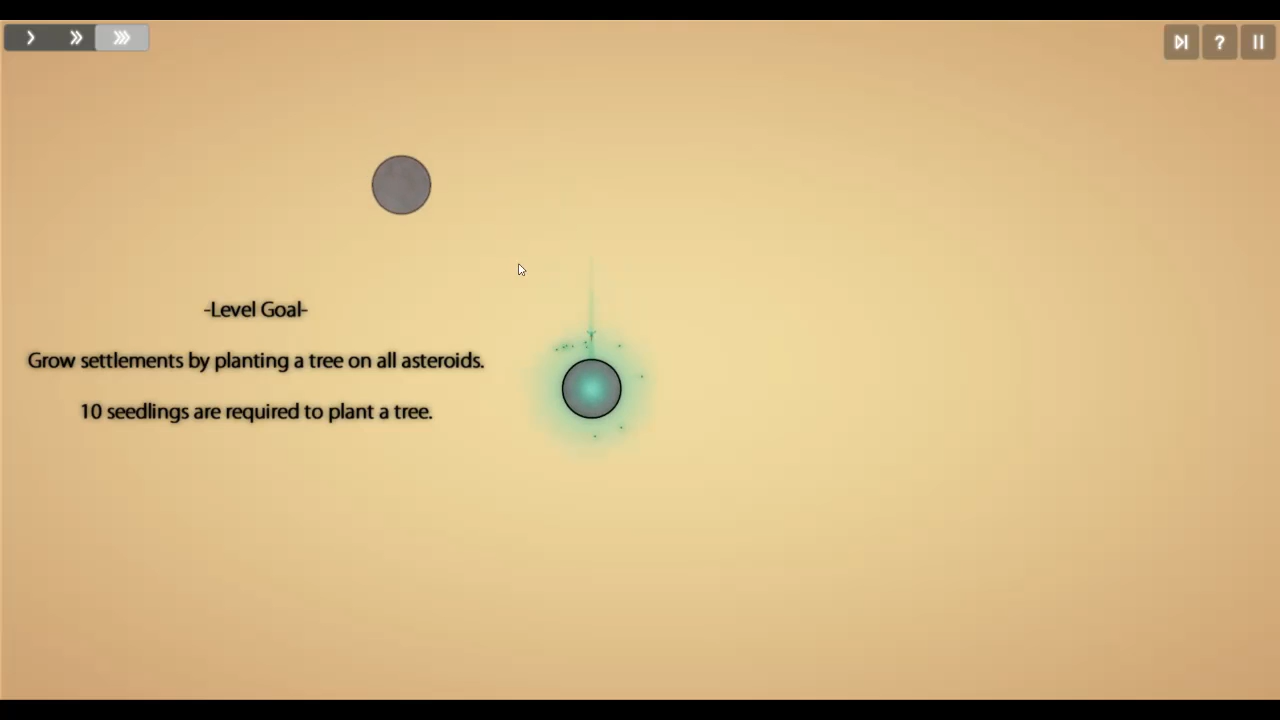 ?
-Level Goal-
Grow settlements by planting a tree on all asteroids.
10 seedlings are required to plant a tree.